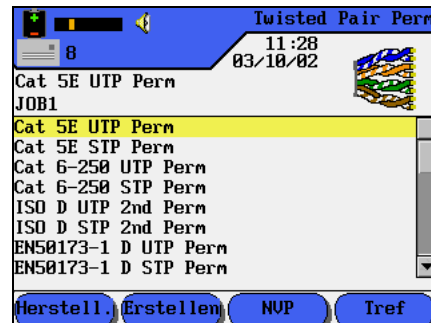 Twisted Pair Perm
11:28
8
03/10/02
Cat 5E UTP Perm
JOB1
Cat 5E UTP Perm
Cat 5E STP Perm
Cat 6-250 UTP Perm
Cat 6-250 STP Perm
ISO D UTP 2nd Perm
ISO D STP 2nd Perm
EN50173-1 D UTP Perm
EN50173-1 D STP Perm
Herstell. Erstellen NVP Tref